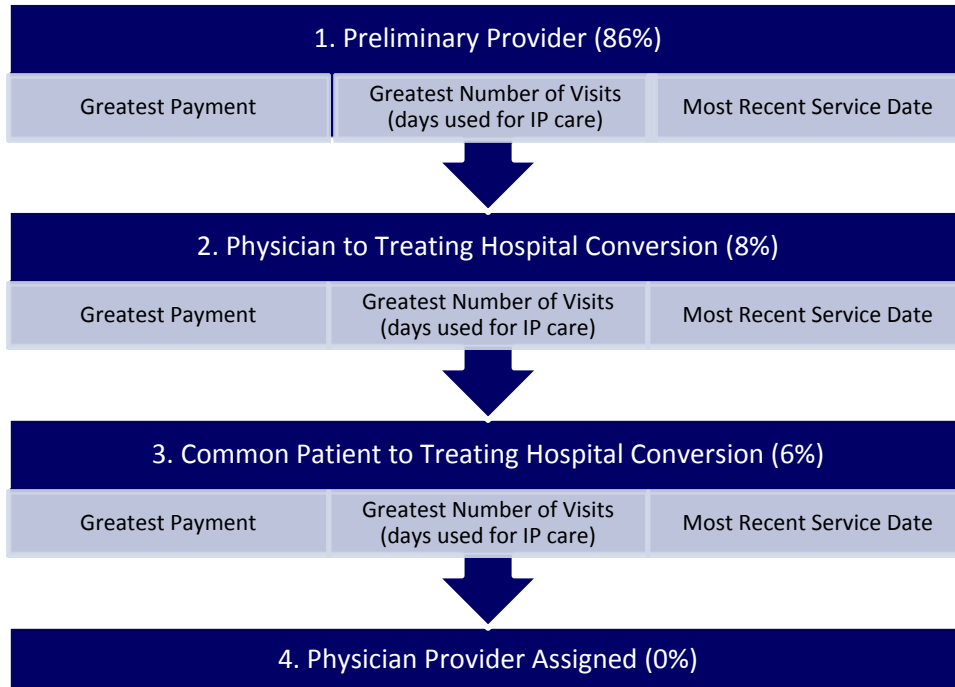 1. Preliminary Provider (86%)
Greatest Payment
Greatest Number of Visits
(days used for IP care)
Most Recent Service Date
2. Physician to Treating Hospital Conversion (8%)
Greatest Payment
Greatest Number of Visits
(days used for IP care)
Most Recent Service Date
3. Common Patient to Treating Hospital Conversion (6%)
Greatest Payment
Greatest Number of Visits
(days used for IP care)
Most Recent Service Date
4. Physician Provider Assigned (0%)